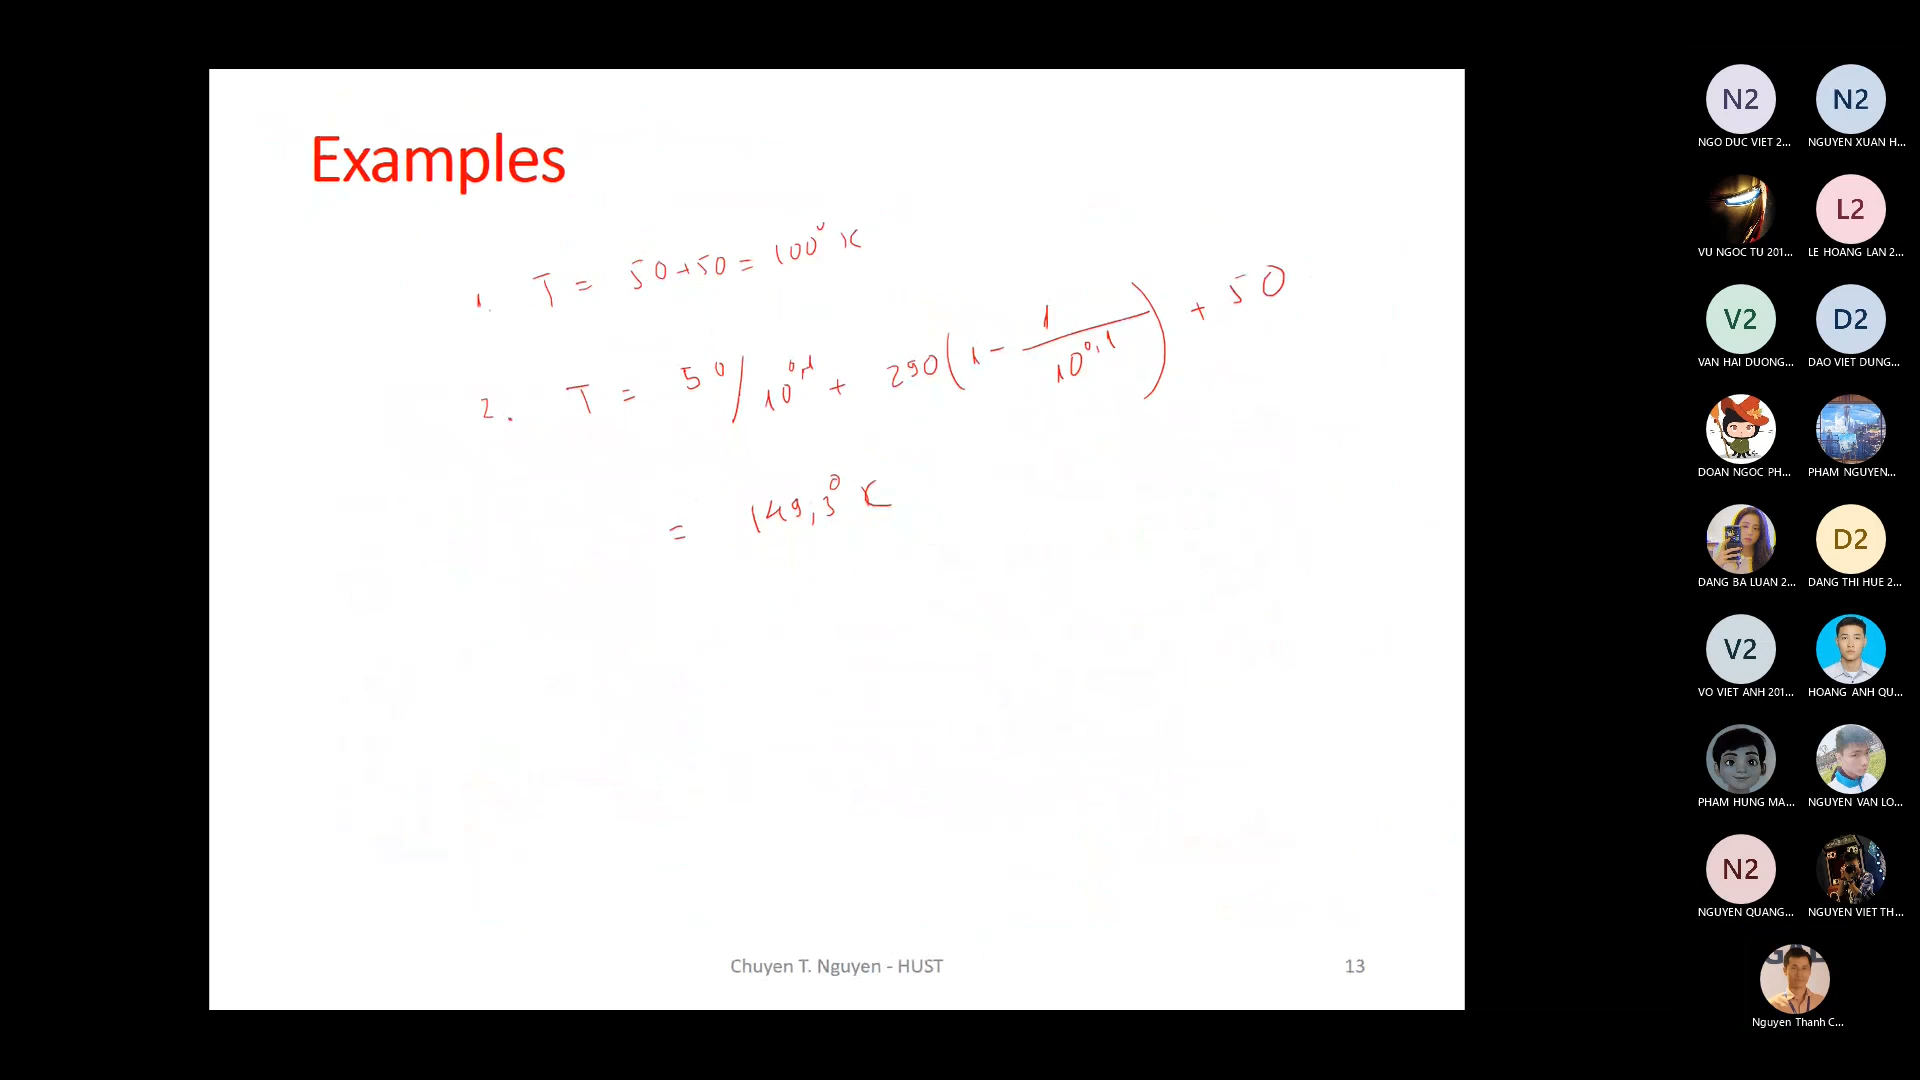 Examples
1. T = 50+50 = 100° K
2. T = 50/10^0,1 + 290(1 - 1/10^0,1) + 50
= 149,3° K
Chuyen T. Nguyen - HUST
13
N2
N2
NGO DUC VIET 2...
NGUYEN XUAN H...
L2
VU NGOC TU 201...
LE HOANG LAN 2...
V2
D2
VAN HAI DUONG...
DAO VIET DUNG...
DOAN NGOC PH...
PHAM NGUYEN...
D2
DANG BA LUAN 2...
DANG THI HUE 2...
V2
VO VIET ANH 201...
HOANG ANH QU...
PHAM HUNG MA...
NGUYEN VAN LO...
N2
NGUYEN QUANG...
NGUYEN VIET TH...
Nguyen Thanh C...